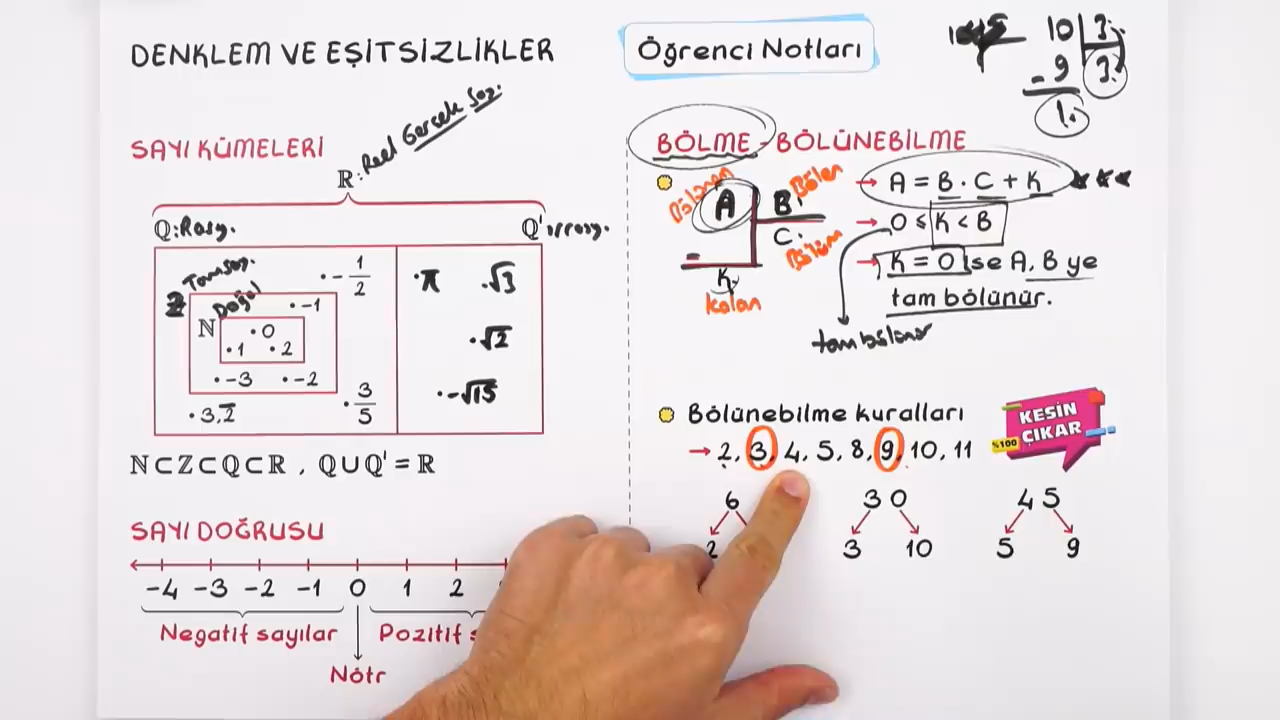 DENKLEM VE EŞİTSİZLİKLER
SAYI KÜMELERİ
ℝ: Reel Gerçek Say.
Q: Rasy.
Q' irrasy.
Z Tamsay.
Doğal
N
• 0
• 1 • 2
• -1
• -3 • -2
• - 1/2
• 3/5
• 3,2̅
• π • √3
• √2
• -√15
N ⊂ Z ⊂ Q ⊂ R , Q ∪ Q' = R
SAYI DOĞRUSU
-4 -3 -2 -1 0 1 2
Negatif sayılar
Pozitif s
Nötr
Öğrenci Notları
10 3
- 9 3
1
BÖLME - BÖLÜNEBİLME
Bölünen A
B Bölen
C Bölüm
K
kalan
→ A = B . C + K ★★★
→ 0 ≤ K < B
→ K = 0 ise A, B ye
tam bölünür.
tam bölünür
Bölünebilme kuralları
→ 2, 3, 4, 5, 8, 9, 10, 11
KESİN
ÇIKAR
%100
6
2
30
3 10
45
5 9